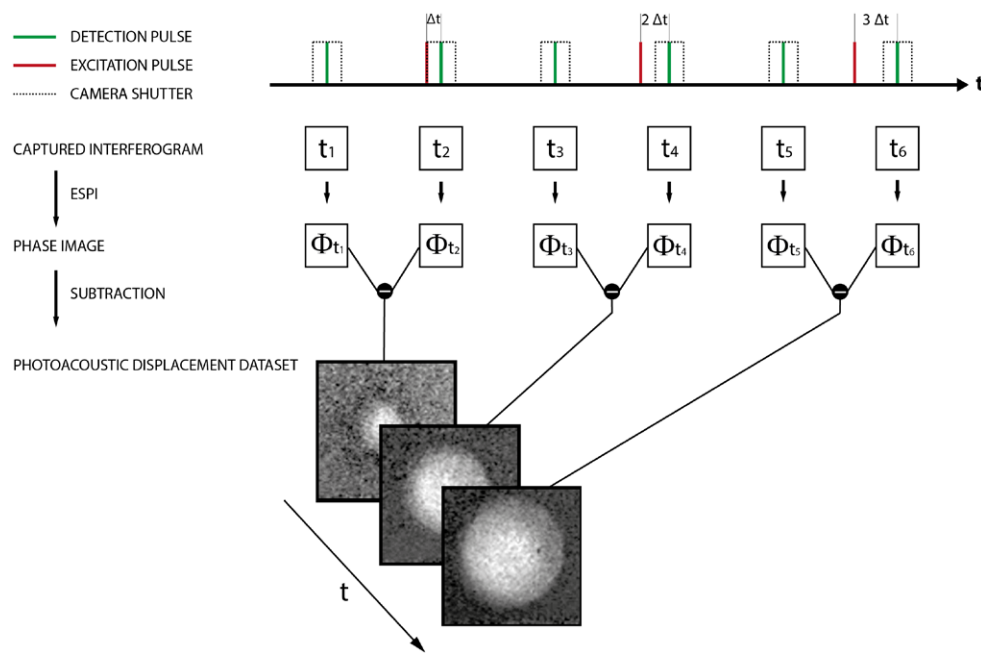 DETECTION PULSE
EXCITATION PULSE
CAMERA SHUTTER
Δt 2 Δt 3 Δt
t
CAPTURED INTERFEROGRAM t1 t2 t3 t4 t5 t6
ESPI
PHASE IMAGE Φt1 Φt2 Φt3 Φt4 Φt5 Φt6
SUBTRACTION
PHOTOACOUSTIC DISPLACEMENT DATASET
t